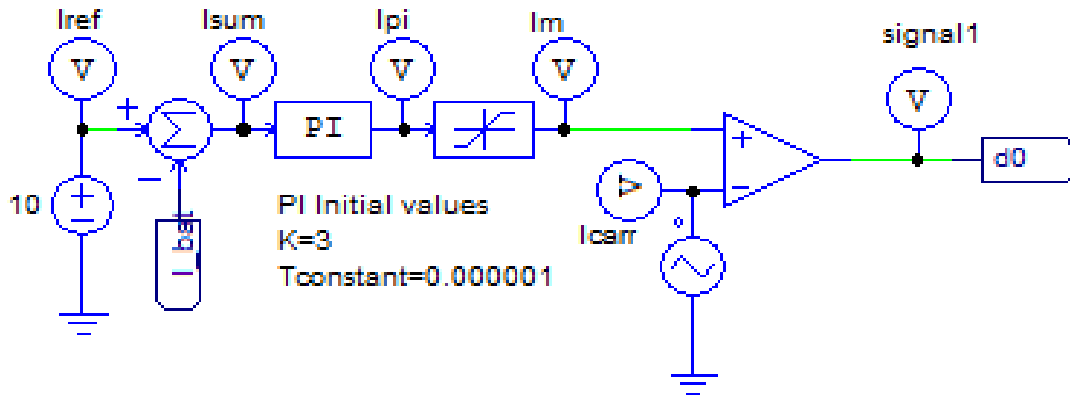 Iref
Isum
Ipi
Im
signal1
V
V
V
V
V
+
Σ
−
PI
+
−
d0
10
+
−
I_bat
V
Icarr
PI Initial values
K=3
Tconstant=0.000001